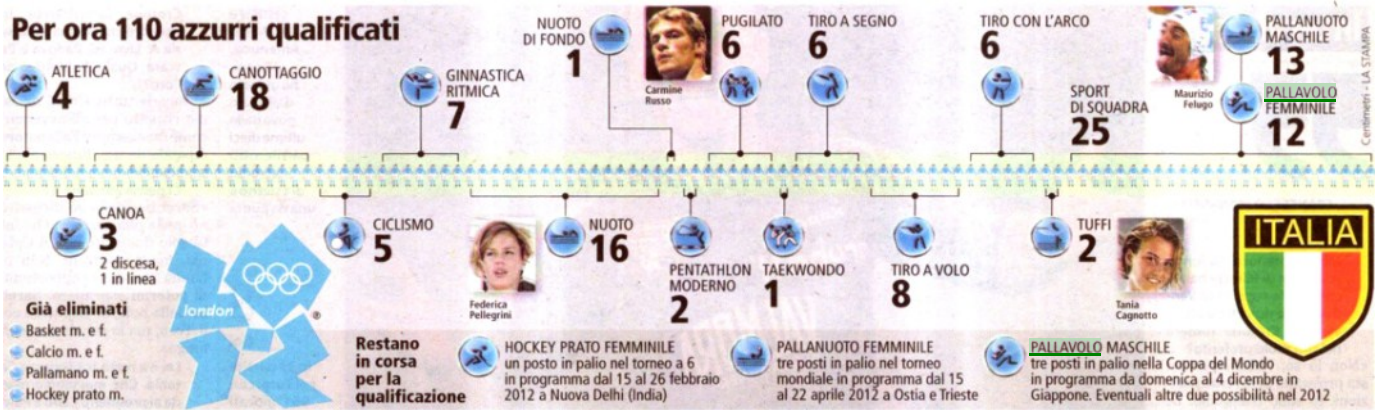 Per ora 110 azzurri qualificati
ATLETICA
4
CANOTTAGGIO
18
GINNASTICA
RITMICA
7
NUOTO
DI FONDO
1
Carmine
Russo
PUGILATO
6
TIRO A SEGNO
6
TIRO CON L'ARCO
6
SPORT
DI SQUADRA
25
Maurizio
Felugo
PALLANUOTO
MASCHILE
13
PALLAVOLO
FEMMINILE
12
Centimetri - LA STAMPA
CANOA
3
2 discesa,
1 in linea
CICLISMO
5
Federica
Pellegrini
NUOTO
16
PENTATHLON
MODERNO
2
TAEKWONDO
1
TIRO A VOLO
8
TUFFI
2
Tania
Cagnotto
ITALIA
london
®
Già eliminati
Basket m. e f.
Calcio m. e f.
Pallamano m. e f.
Hockey prato m.
Restano
in corsa
per la
qualificazione
HOCKEY PRATO FEMMINILE
un posto in palio nel torneo a 6
in programma dal 15 al 26 febbraio
2012 a Nuova Delhi (India)
PALLANUOTO FEMMINILE
tre posti in palio nel torneo
mondiale in programma dal 15
al 22 aprile 2012 a Ostia e Trieste
PALLAVOLO MASCHILE
tre posti in palio nella Coppa del Mondo
in programma da domenica al 4 dicembre in
Giappone. Eventuali altre due possibilità nel 2012